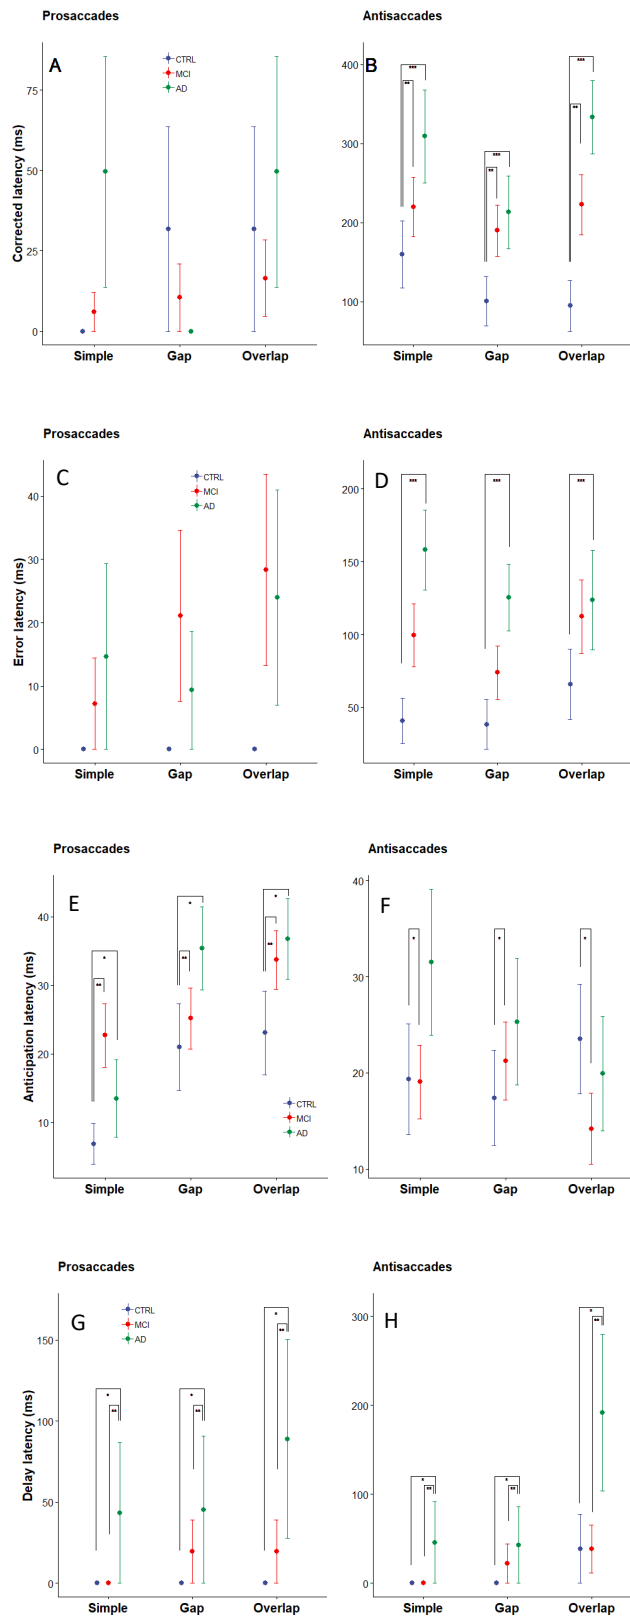 Prosaccades Antisaccades
A
CTRL
MCI
AD
75
50
25
0
Corrected latency (ms)
Simple Gap Overlap
B
*** ** *** ** *** **
400
300
200
100
Simple Gap Overlap
Prosaccades Antisaccades
C
CTRL
MCI
AD
40
30
20
10
0
Error latency (ms)
Simple Gap Overlap
D
*** *** ***
200
150
100
50
Simple Gap Overlap
Prosaccades Antisaccades
E
* ** * ** * **
40
30
20
10
Anticipation latency (ms)
CTRL
MCI
AD
Simple Gap Overlap
F
* * *
40
30
20
10
Simple Gap Overlap
Prosaccades Antisaccades
G
CTRL
MCI
AD
* ** * ** * **
150
100
50
0
Delay latency (ms)
Simple Gap Overlap
H
* ** * ** * **
300
200
100
0
Simple Gap Overlap